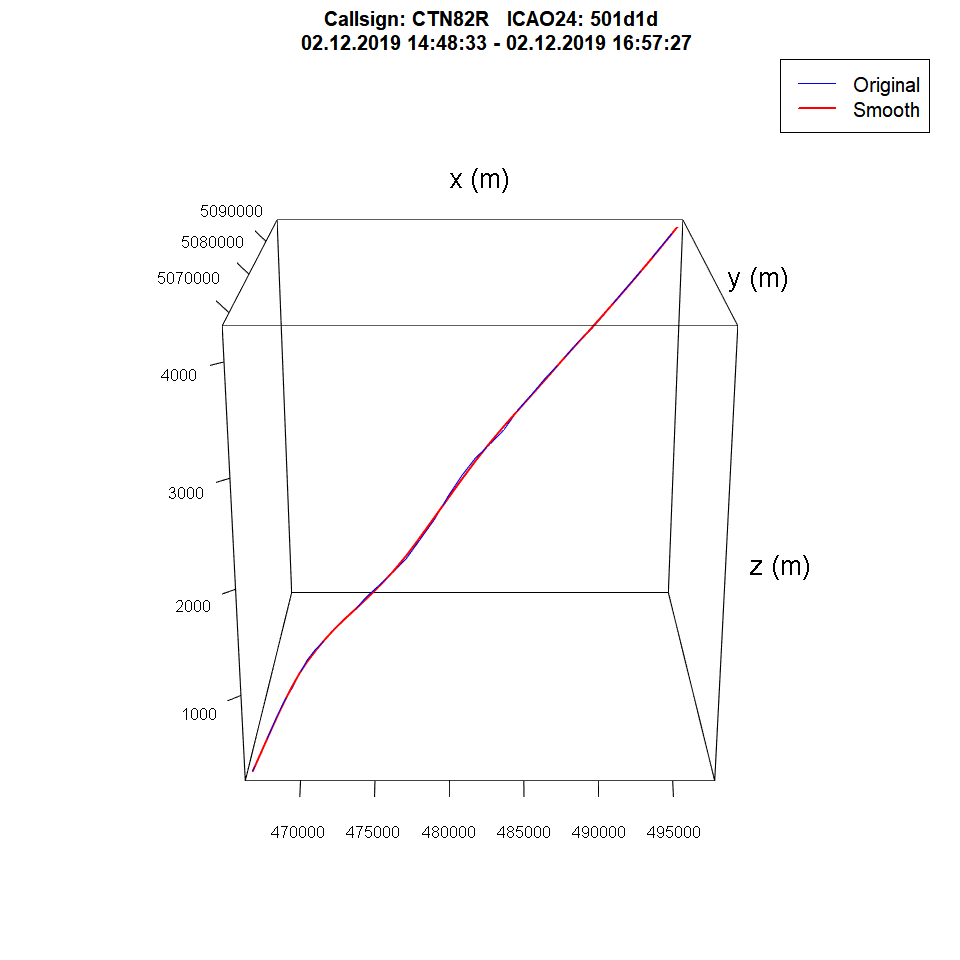 Callsign: CTN82R   ICAO24: 501d1d
02.12.2019 14:48:33 - 02.12.2019 16:57:27
Original
Smooth
x (m)
5090000
5080000
5070000
y (m)
4000
3000
2000
1000
z (m)
470000 475000 480000 485000 490000 495000